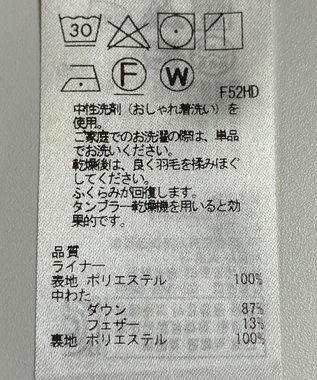 30
F W
F52HD
中性洗剤(おしゃれ着洗い)を
使用。
ご家庭でのお洗濯の際は、単品
でお洗いください。
乾燥後は、良く羽毛を揉みほぐ
してください。
ふくらみが回復します。
タンブラー乾燥機を用いると効
果的です。
品質
ライナー
表地 ポリエステル 100%
中わた
ダウン 87%
フェザー 13%
裏地 ポリエステル 100%